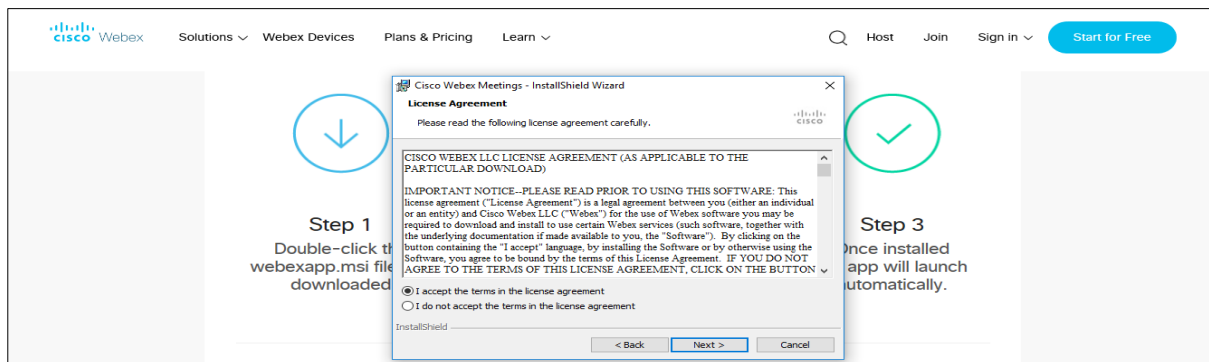 CISCO Webex Solutions Webex Devices Plans & Pricing Learn Host Join Sign in Start for Free
Cisco Webex Meetings - InstallShield Wizard
License Agreement
Please read the following license agreement carefully.
CISCO
CISCO WEBEX LLC LICENSE AGREEMENT (AS APPLICABLE TO THE
PARTICULAR DOWNLOAD)
IMPORTANT NOTICE--PLEASE READ PRIOR TO USING THIS SOFTWARE: This
license agreement ("License Agreement") is a legal agreement between you (either an individual
or an entity) and Cisco Webex LLC ("Webex") for the use of Webex software you may be
required to download and install to use certain Webex services (such software, together with
the underlying documentation if made available to you, the "Software"). By clicking on the
button containing the "I accept" language, by installing the Software or by otherwise using the
Software, you agree to be bound by the terms of this License Agreement. IF YOU DO NOT
AGREE TO THE TERMS OF THIS LICENSE AGREEMENT, CLICK ON THE BUTTON
I accept the terms in the license agreement
I do not accept the terms in the license agreement
InstallShield
< Back Next > Cancel
Step 1
Double-click
webexapp.msi
downloaded
Step 3
installed
app will launch
automatically.